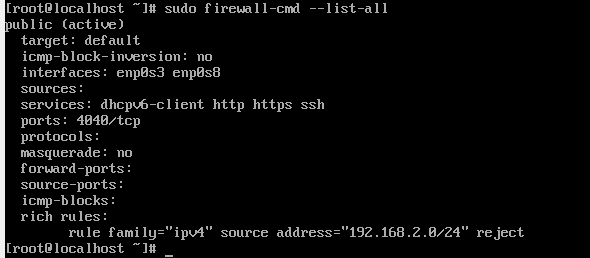 [root@localhost ~]# sudo firewall-cmd --list-all
public (active)
  target: default
  icmp-block-inversion: no
  interfaces: enp0s3 enp0s8
  sources:
  services: dhcpv6-client http https ssh
  ports: 4040/tcp
  protocols:
  masquerade: no
  forward-ports:
  source-ports:
  icmp-blocks:
  rich rules:
        rule family="ipv4" source address="192.168.2.0/24" reject
[root@localhost ~]# _